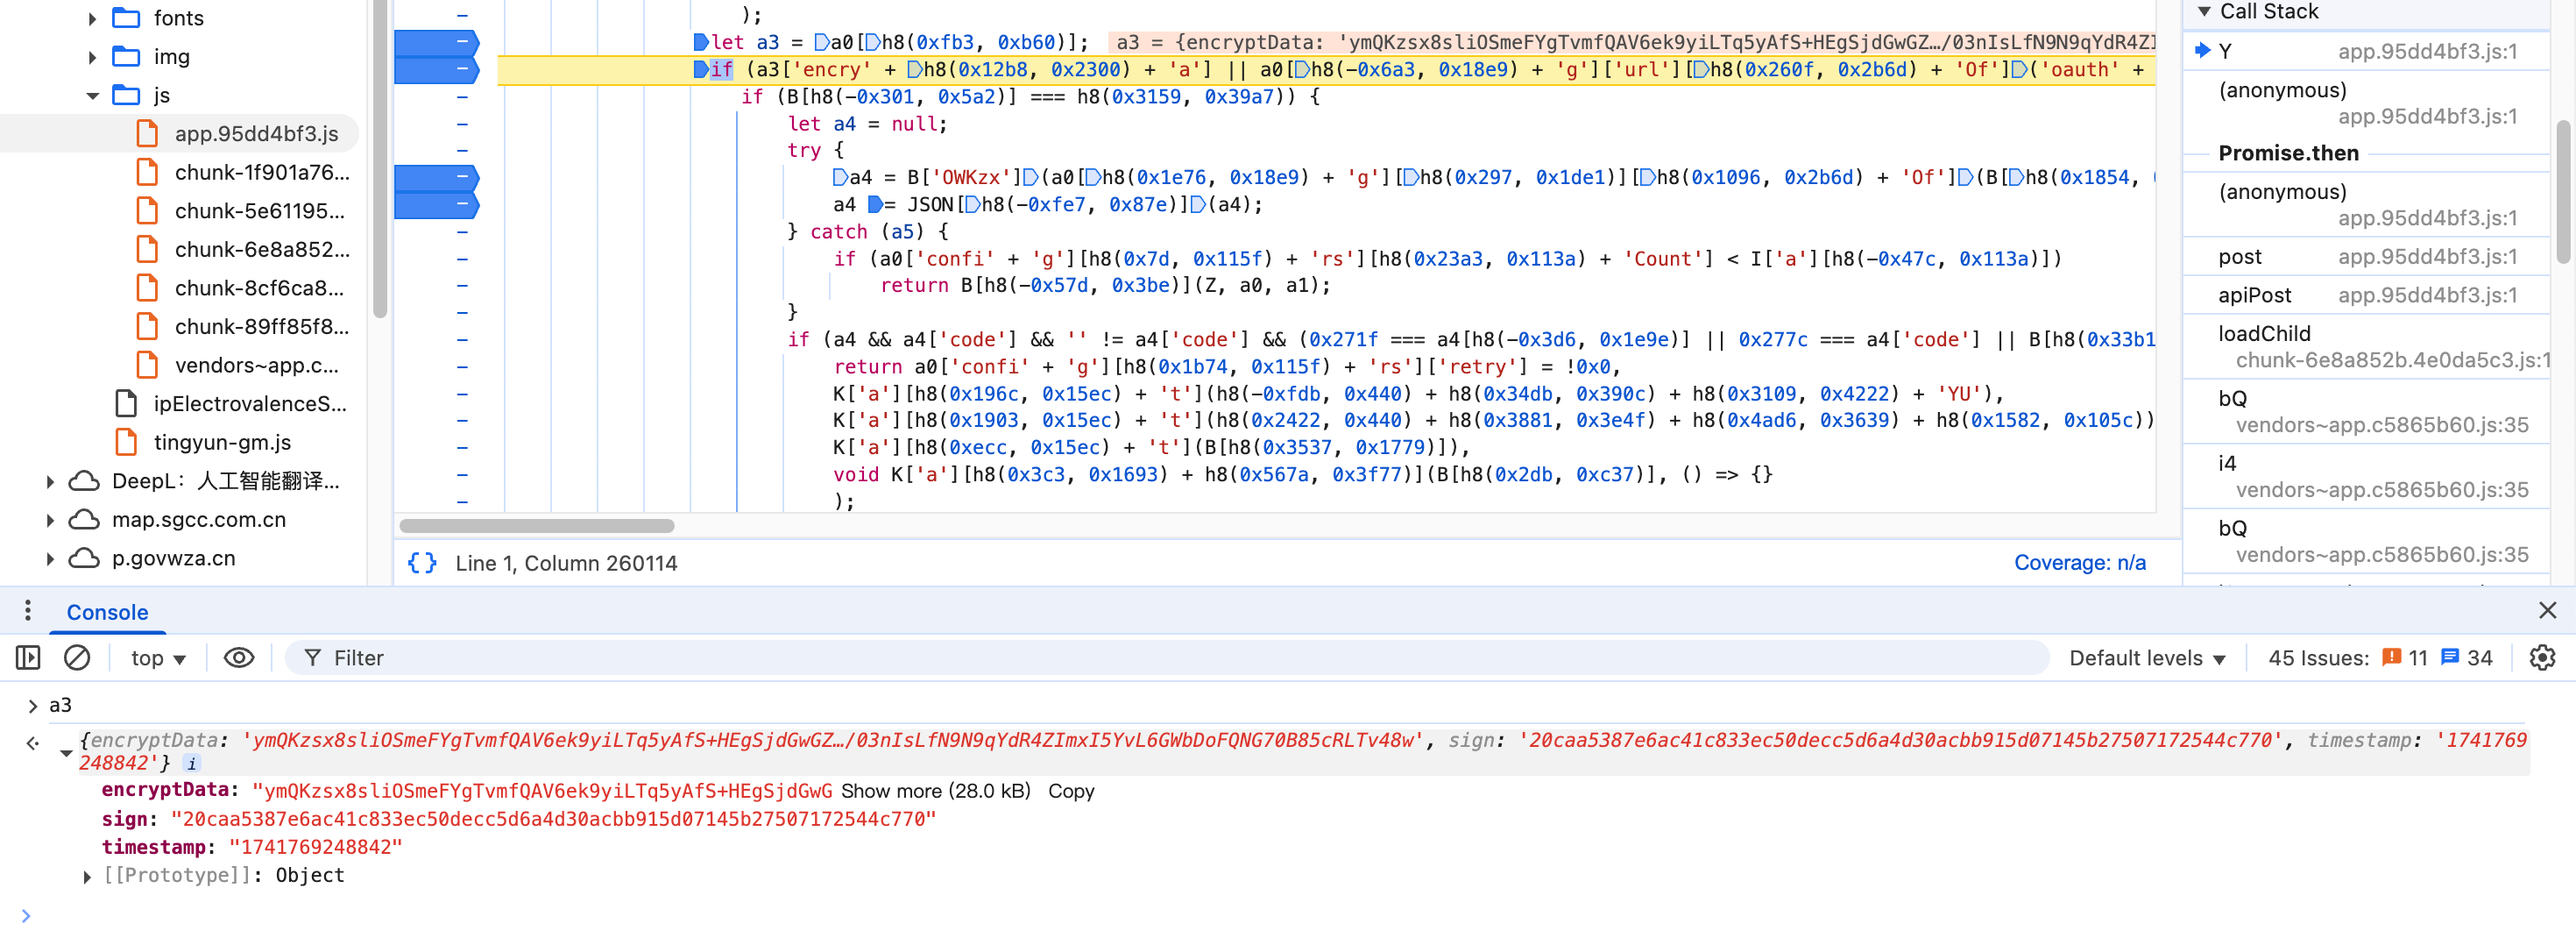 fonts
img
js
app.95dd4bf3.js
chunk-1f901a76...
chunk-5e61195...
chunk-6e8a852...
chunk-8cf6ca8...
chunk-89ff85f8...
vendors~app.c...
ipElectrovalenceS...
tingyun-gm.js
DeepL：人工智能翻译...
map.sgcc.com.cn
p.govwza.cn
);
let a3 = a0[h8(0xfb3, 0xb60)]; a3 = {encryptData: 'ymQKzsx8sliOSmeFYgTvmfQAV6ek9yiLTq5yAfS+HEgSjdGwGZ…/03nIsLfN9N9qYdR4ZI
if (a3['encry' + h8(0x12b8, 0x2300) + 'a'] || a0[h8(-0x6a3, 0x18e9) + 'g']['url'][h8(0x260f, 0x2b6d) + 'Of']('oauth' +
if (B[h8(-0x301, 0x5a2)] === h8(0x3159, 0x39a7)) {
let a4 = null;
try {
a4 = B['OWKzx'](a0[h8(0x1e76, 0x18e9) + 'g'][h8(0x297, 0x1de1)][h8(0x1096, 0x2b6d) + 'Of'](B[h8(0x1854,
a4 = JSON[h8(-0xfe7, 0x87e)](a4);
} catch (a5) {
if (a0['confi' + 'g'][h8(0x7d, 0x115f) + 'rs'][h8(0x23a3, 0x113a) + 'Count'] < I['a'][h8(-0x47c, 0x113a)])
return B[h8(-0x57d, 0x3be)](Z, a0, a1);
}
if (a4 && a4['code'] && '' != a4['code'] && (0x271f === a4[h8(-0x3d6, 0x1e9e)] || 0x277c === a4['code'] || B[h8(0x33b1
return a0['confi' + 'g'][h8(0x1b74, 0x115f) + 'rs']['retry'] = !0x0,
K['a'][h8(0x196c, 0x15ec) + 't'](h8(-0xfdb, 0x440) + h8(0x34db, 0x390c) + h8(0x3109, 0x4222) + 'YU'),
K['a'][h8(0x1903, 0x15ec) + 't'](h8(0x2422, 0x440) + h8(0x3881, 0x3e4f) + h8(0x4ad6, 0x3639) + h8(0x1582, 0x105c))
K['a'][h8(0xecc, 0x15ec) + 't'](B[h8(0x3537, 0x1779)]),
void K['a'][h8(0x3c3, 0x1693) + h8(0x567a, 0x3f77)](B[h8(0x2db, 0xc37)], () => {}
);
{} Line 1, Column 260114
Coverage: n/a
Call Stack
Y app.95dd4bf3.js:1
(anonymous)
app.95dd4bf3.js:1
Promise.then
(anonymous)
app.95dd4bf3.js:1
post app.95dd4bf3.js:1
apiPost app.95dd4bf3.js:1
loadChild
chunk-6e8a852b.4e0da5c3.js:1
bQ
vendors~app.c5865b60.js:35
i4
vendors~app.c5865b60.js:35
bQ
vendors~app.c5865b60.js:35
Console
top Filter Default levels 45 Issues: 11 34
a3
{encryptData: 'ymQKzsx8sliOSmeFYgTvmfQAV6ek9yiLTq5yAfS+HEgSjdGwGZ…/03nIsLfN9N9qYdR4ZImxI5YvL6GWbDoFQNG70B85cRLTv48w', sign: '20caa5387e6ac41c833ec50decc5d6a4d30acbb915d07145b27507172544c770', timestamp: '1741769
248842'} i
encryptData: "ymQKzsx8sliOSmeFYgTvmfQAV6ek9yiLTq5yAfS+HEgSjdGwG Show more (28.0 kB) Copy
sign: "20caa5387e6ac41c833ec50decc5d6a4d30acbb915d07145b27507172544c770"
timestamp: "1741769248842"
[[Prototype]]: Object